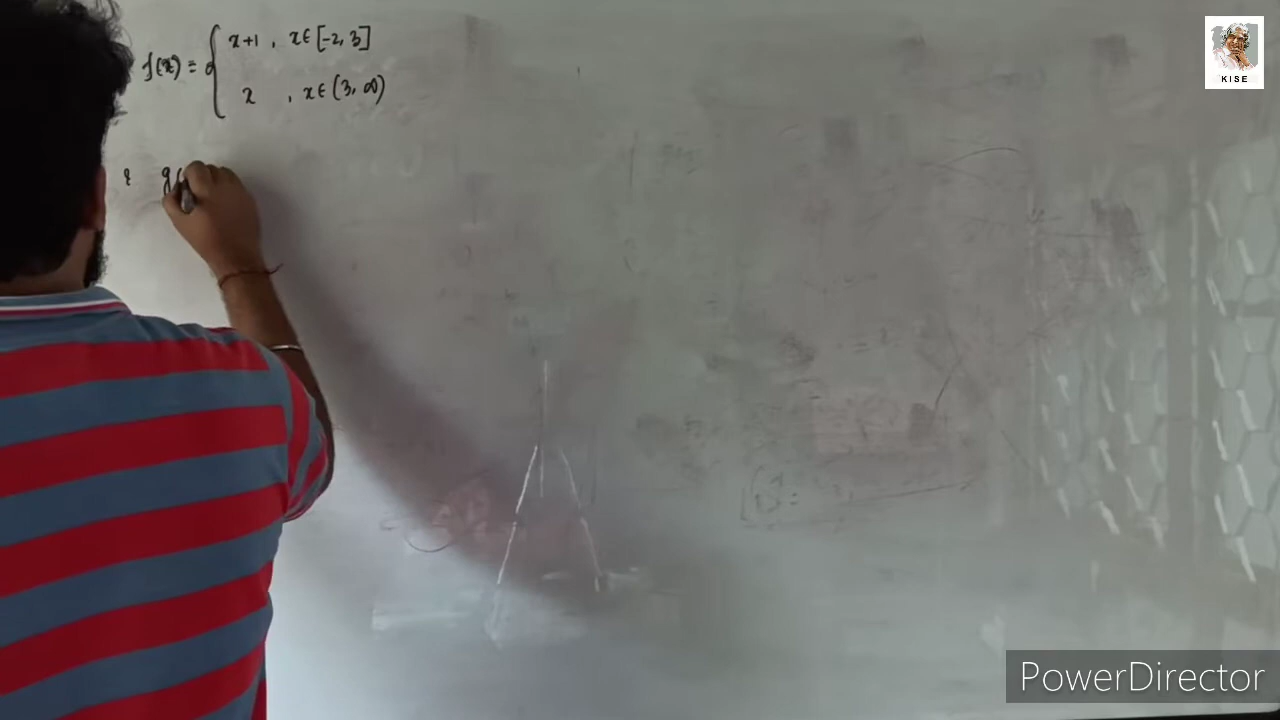 f(x) = { x+1 , x∈[-2, 3]
x , x∈(3, ∞)
& g(
KISE
PowerDirector